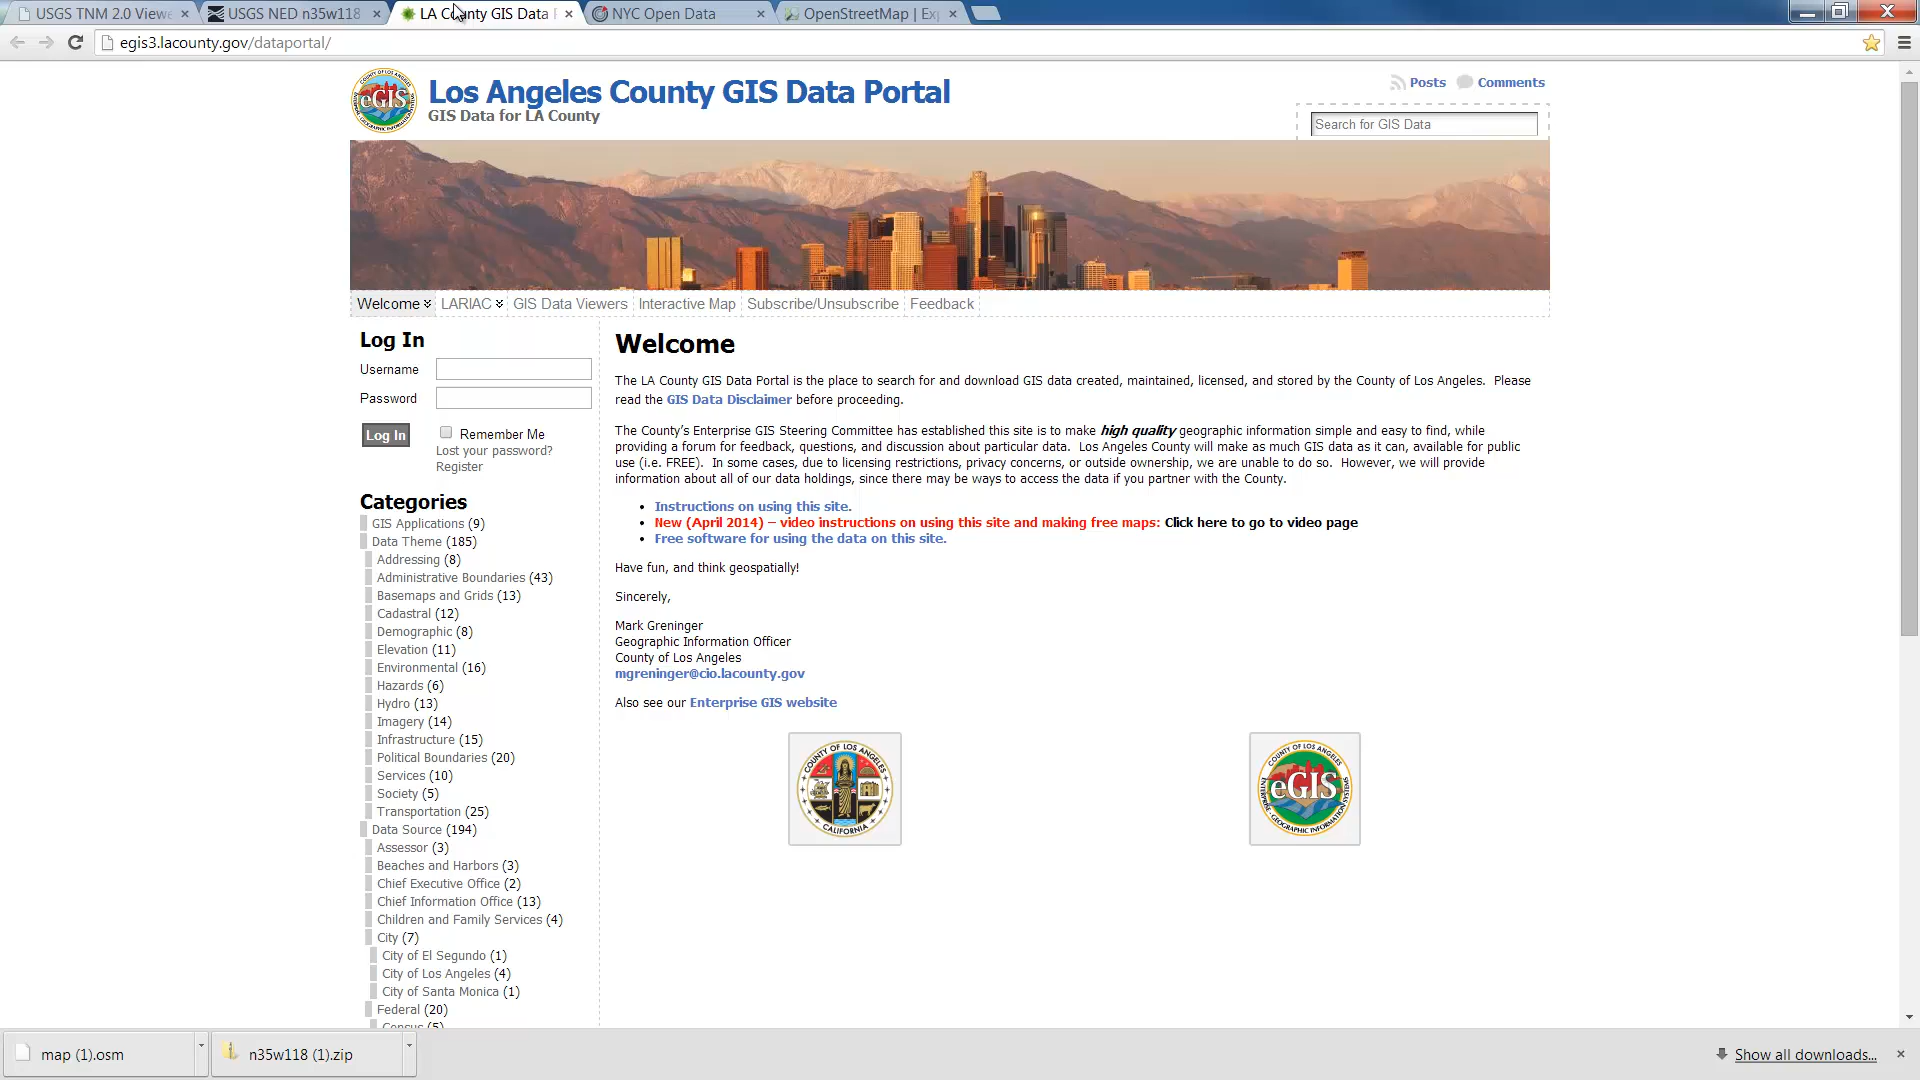 USGS TNM 2.0 Viewe
USGS NED n35w118
LA County GIS Data
NYC Open Data
OpenStreetMap | Ex
egis3.lacounty.gov/dataportal/
eGIS
Los Angeles County GIS Data Portal
GIS Data for LA County
Posts
Comments
Search for GIS Data
Welcome
LARIAC
GIS Data Viewers
Interactive Map
Subscribe/Unsubscribe
Feedback
Log In
Username
Password
Log In
Remember Me
Lost your password?
Register
Categories
GIS Applications (9)
Data Theme (185)
Addressing (8)
Administrative Boundaries (43)
Basemaps and Grids (13)
Cadastral (12)
Demographic (8)
Elevation (11)
Environmental (16)
Hazards (6)
Hydro (13)
Imagery (14)
Infrastructure (15)
Political Boundaries (20)
Services (10)
Society (5)
Transportation (25)
Data Source (194)
Assessor (3)
Beaches and Harbors (3)
Chief Executive Office (2)
Chief Information Office (13)
Children and Family Services (4)
City (7)
City of El Segundo (1)
City of Los Angeles (4)
City of Santa Monica (1)
Federal (20)
Census (5)
Welcome
The LA County GIS Data Portal is the place to search for and download GIS data created, maintained, licensed, and stored by the County of Los Angeles. Please
read the GIS Data Disclaimer before proceeding.
The County's Enterprise GIS Steering Committee has established this site is to make high quality geographic information simple and easy to find, while
providing a forum for feedback, questions, and discussion about particular data. Los Angeles County will make as much GIS data as it can, available for public
use (i.e. FREE). In some cases, due to licensing restrictions, privacy concerns, or outside ownership, we are unable to do so. However, we will provide
information about all of our data holdings, since there may be ways to access the data if you partner with the County.
• Instructions on using this site.
• New (April 2014) – video instructions on using this site and making free maps: Click here to go to video page
• Free software for using the data on this site.
Have fun, and think geospatially!
Sincerely,
Mark Greninger
Geographic Information Officer
County of Los Angeles
mgreninger@cio.lacounty.gov
Also see our Enterprise GIS website
COUNTY OF LOS ANGELES
CALIFORNIA
COUNTY OF LOS ANGELES
eGIS
ENTERPRISE GEOGRAPHIC INFORMATION SYSTEMS
map (1).osm
n35w118 (1).zip
Show all downloads...